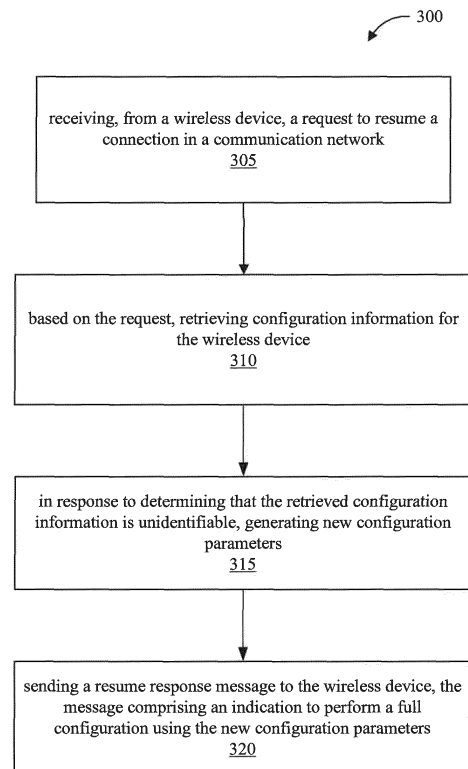 300
receiving, from a wireless device, a request to resume a
connection in a communication network
305
based on the request, retrieving configuration information for
the wireless device
310
in response to determining that the retrieved configuration
information is unidentifiable, generating new configuration
parameters
315
sending a resume response message to the wireless device, the
message comprising an indication to perform a full
configuration using the new configuration parameters
320